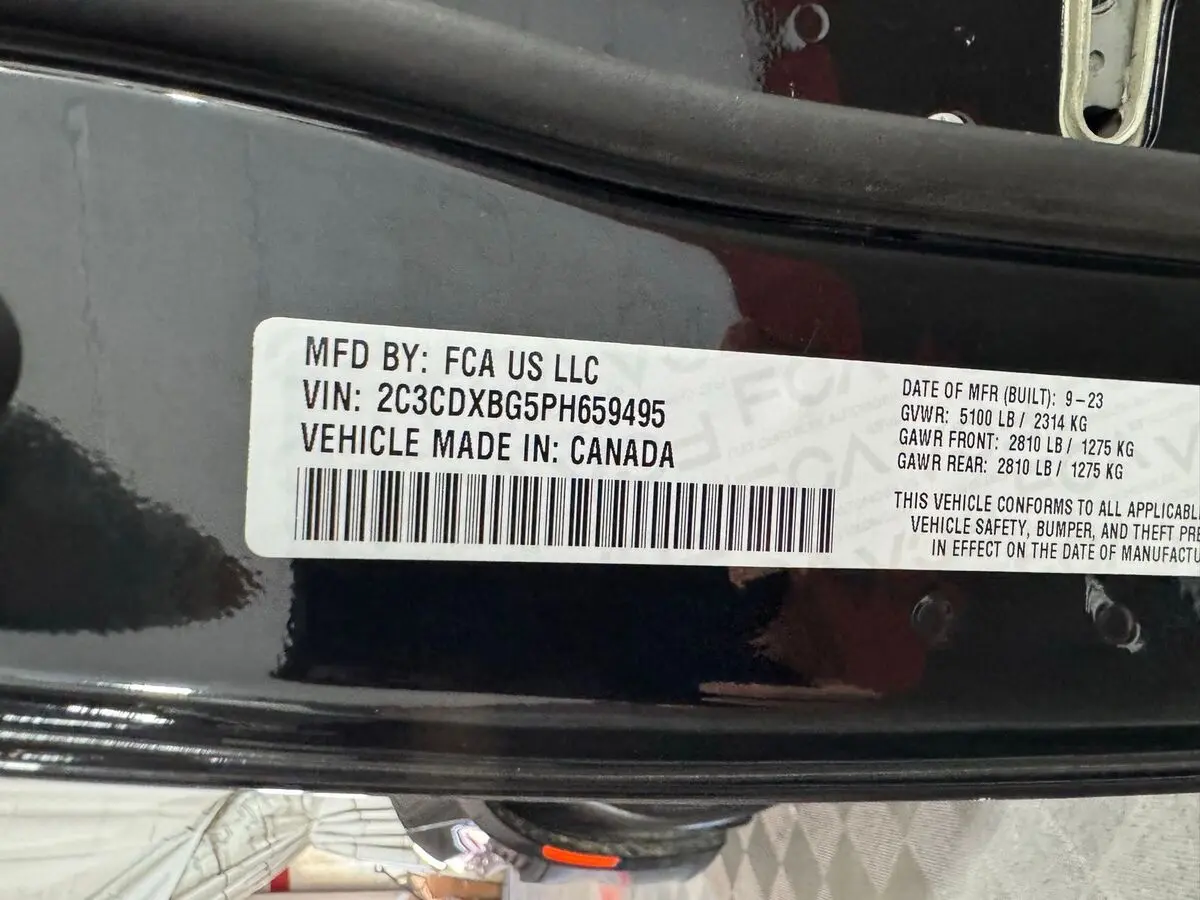 MFD BY: FCA US LLC
VIN: 2C3CDXBG5PH659495
VEHICLE MADE IN: CANADA
DATE OF MFR (BUILT): 9-23
GVWR: 5100 LB / 2314 KG
GAWR FRONT: 2810 LB / 1275 KG
GAWR REAR: 2810 LB / 1275 KG
THIS VEHICLE CONFORMS TO ALL APPLICABL
VEHICLE SAFETY, BUMPER, AND THEFT PRE
IN EFFECT ON THE DATE OF MANUFACTU